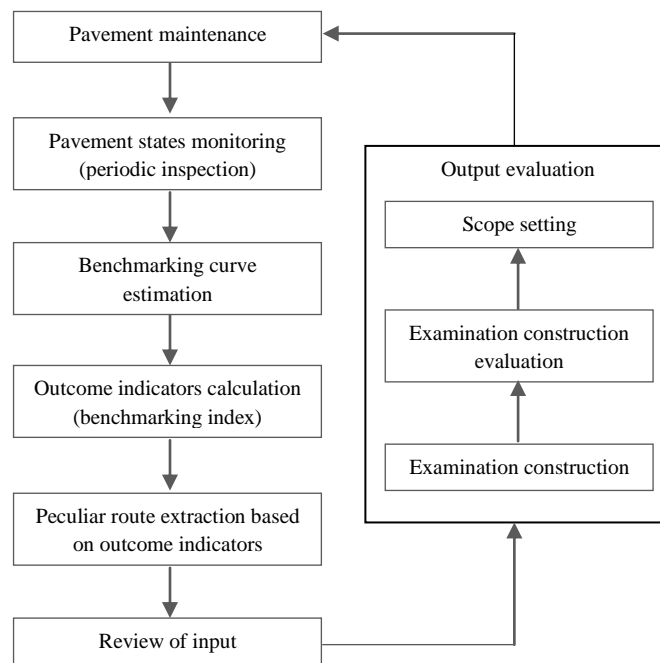 Pavement maintenance
Pavement states monitoring
(periodic inspection)
Benchmarking curve
estimation
Outcome indicators calculation
(benchmarking index)
Peculiar route extraction based
on outcome indicators
Review of input
Output evaluation
Scope setting
Examination construction
evaluation
Examination construction